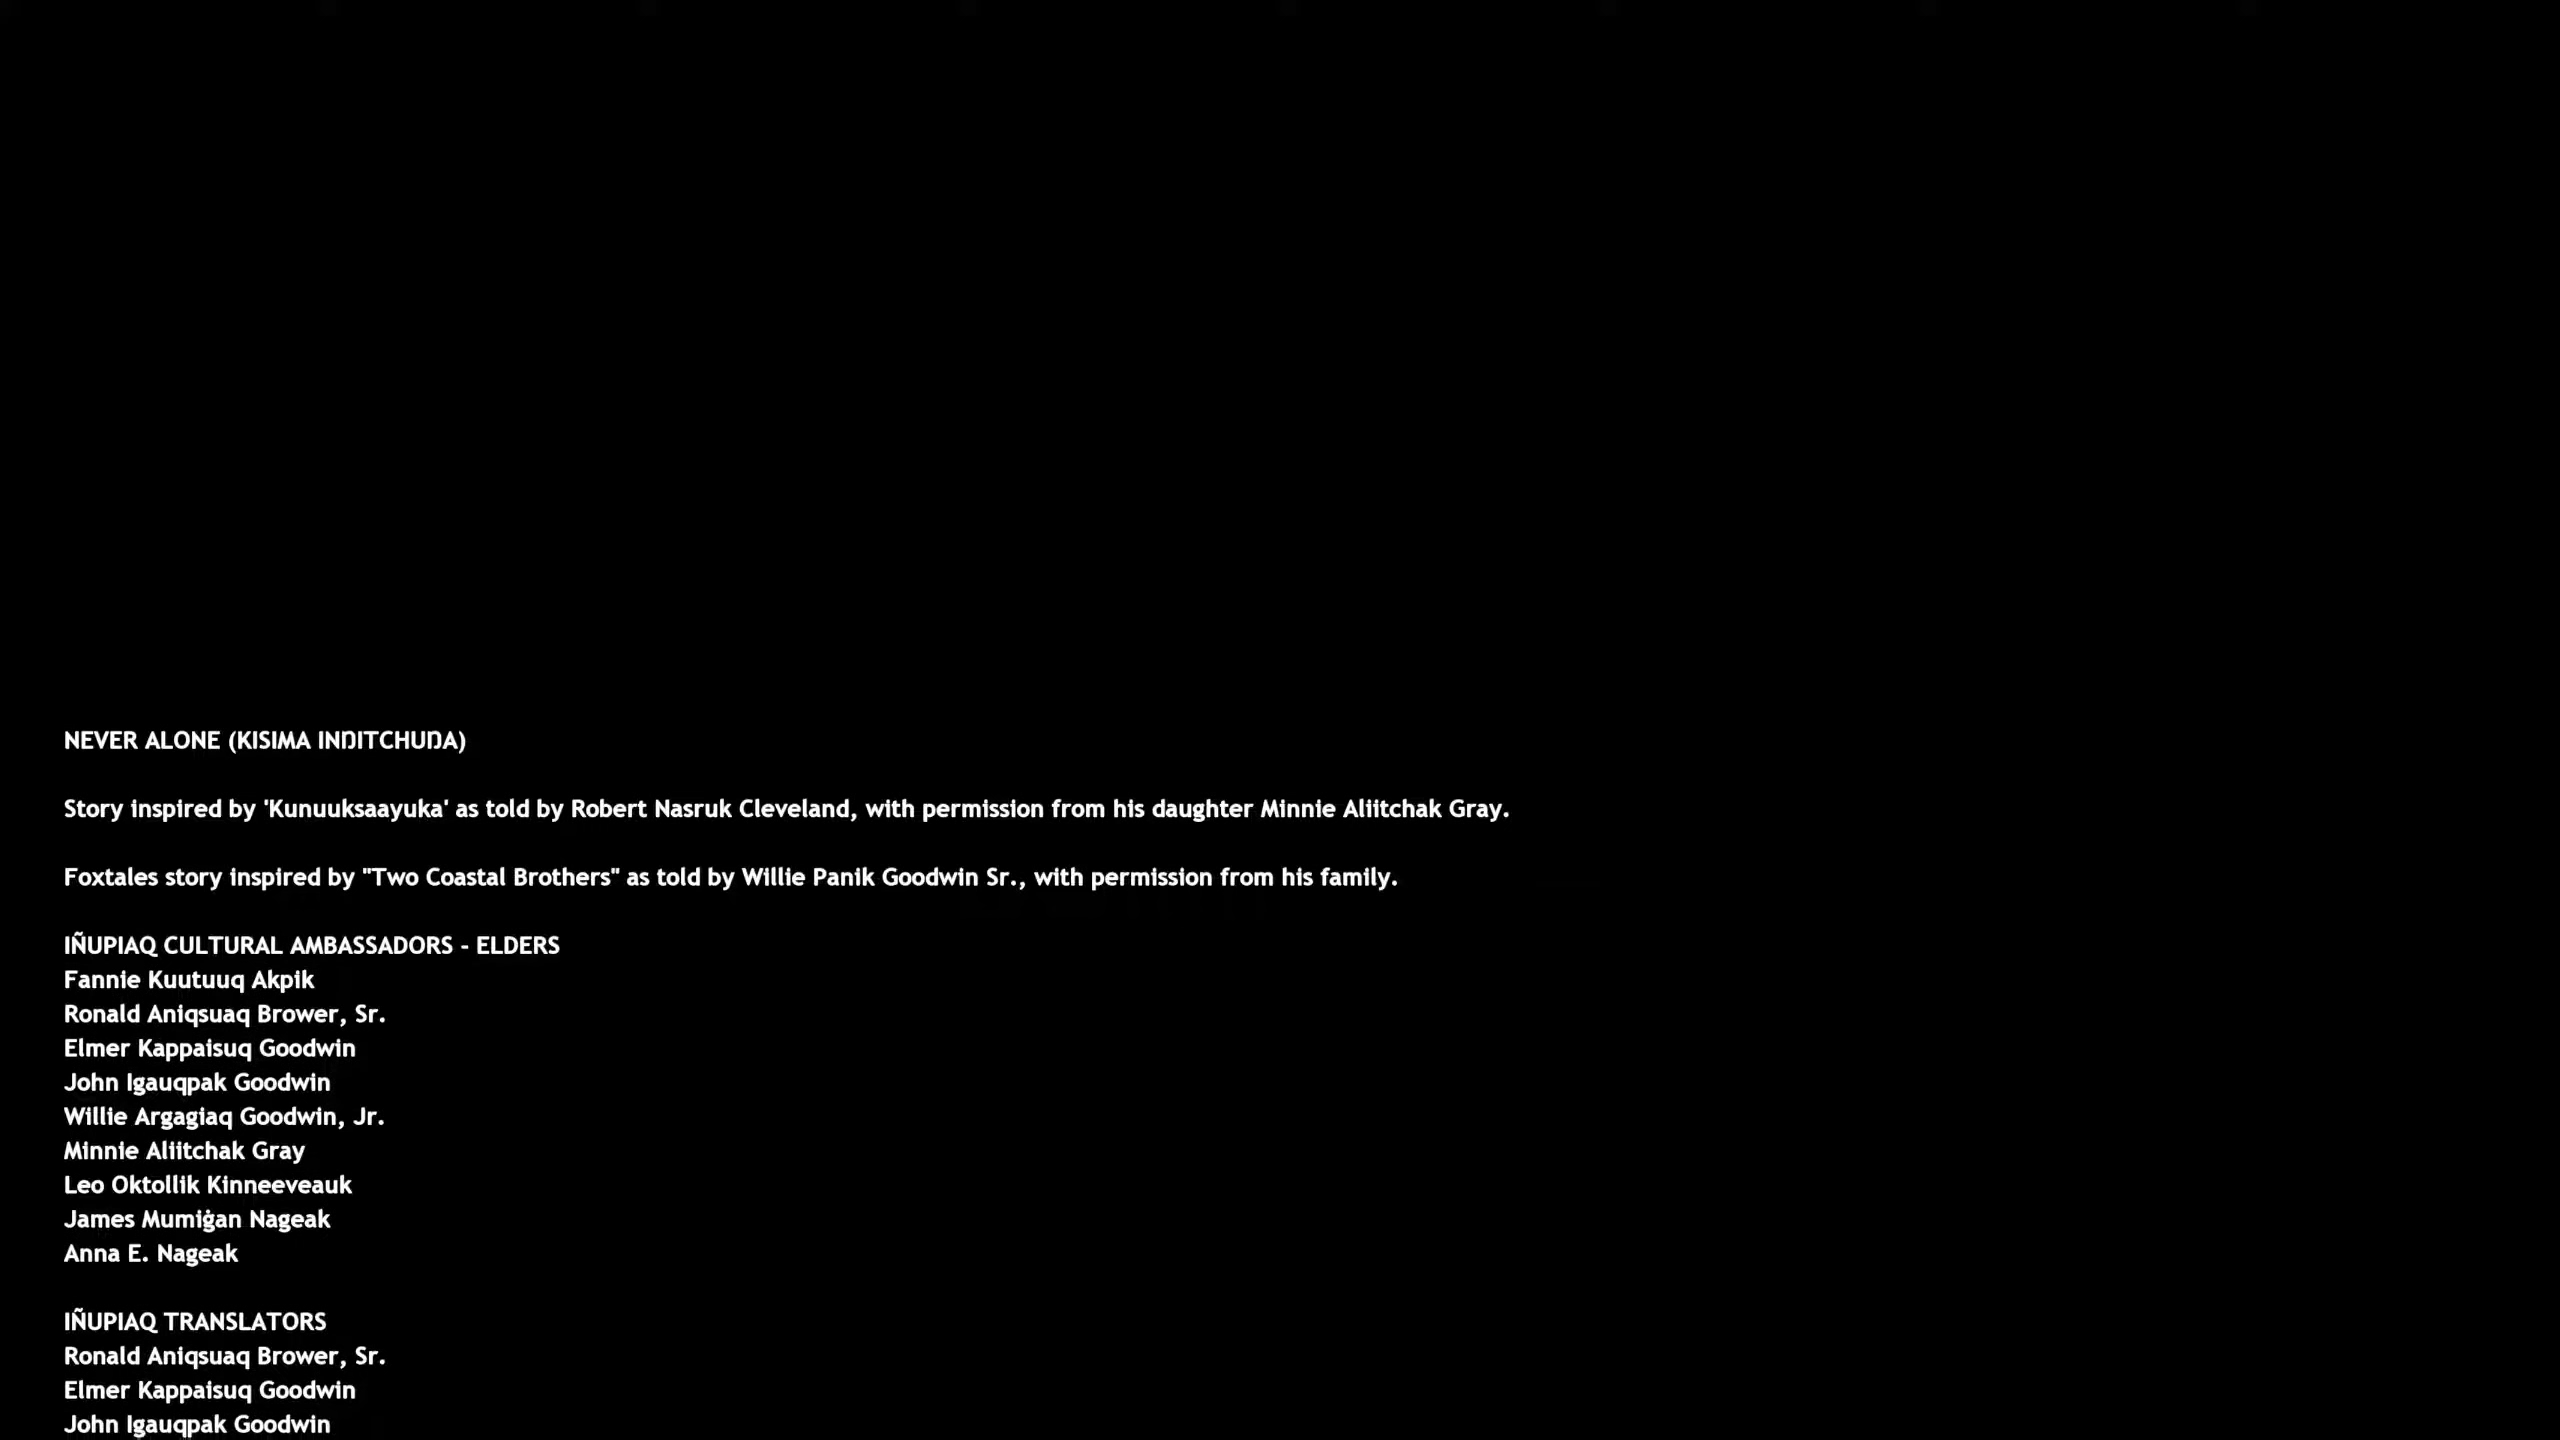 NEVER ALONE (KISIMA INŊITCHUŊA)
Story inspired by 'Kunuuksaayuka' as told by Robert Nasruk Cleveland, with permission from his daughter Minnie Aliitchak Gray.
Foxtales story inspired by "Two Coastal Brothers" as told by Willie Panik Goodwin Sr., with permission from his family.
IÑUPIAQ CULTURAL AMBASSADORS - ELDERS
Fannie Kuutuuq Akpik
Ronald Aniqsuaq Brower, Sr.
Elmer Kappaisuq Goodwin
John Igauqpak Goodwin
Willie Argagiaq Goodwin, Jr.
Minnie Aliitchak Gray
Leo Oktollik Kinneeveauk
James Mumiġan Nageak
Anna E. Nageak
IÑUPIAQ TRANSLATORS
Ronald Aniqsuaq Brower, Sr.
Elmer Kappaisuq Goodwin
John Igauqpak Goodwin